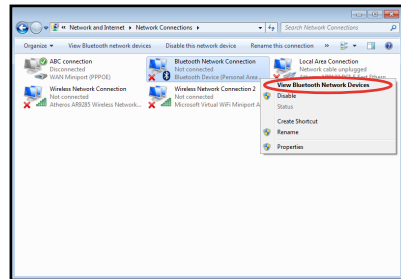 « Network and Internet ▸ Network Connections ▸
Search Network Connections
Organize ▾ View Bluetooth network devices Disable this network device Rename this connection »
ABC connection
Disconnected
WAN Miniport (PPPOE)
Bluetooth Network Connection
Not connected
Bluetooth Device (Personal Area...
Local Area Connection
Network cable unplugged
Wireless Network Connection
Not connected
Atheros AR9285 Wireless Network...
Wireless Network Connection 2
Not connected
Microsoft Virtual WiFi Miniport A
View Bluetooth Network Devices
Disable
Status
Create Shortcut
Rename
Properties